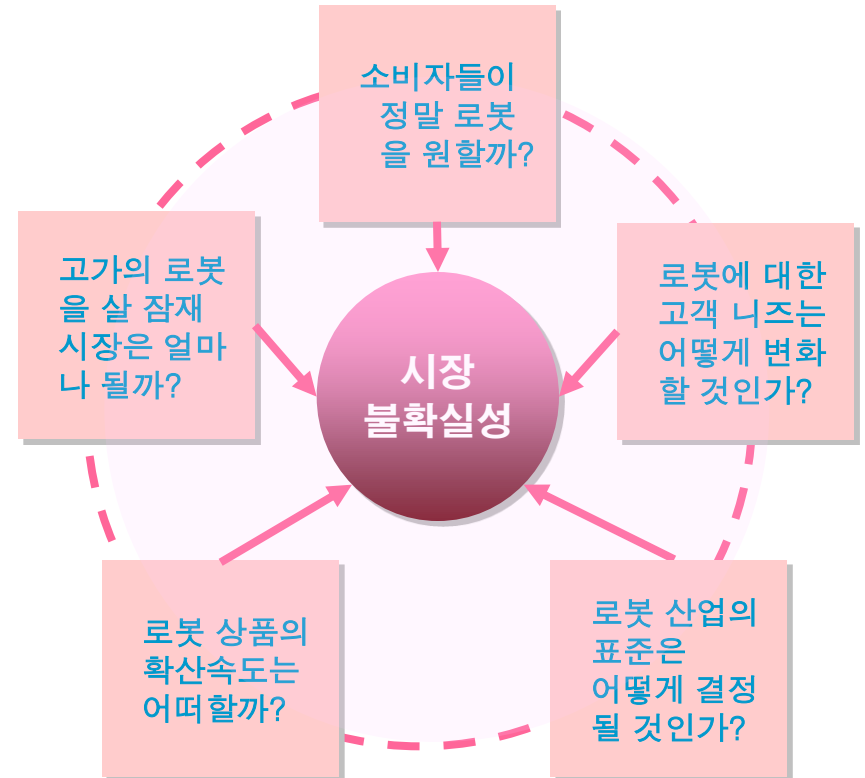 소비자들이
정말 로봇
을 원할까?
고가의 로봇
을 살 잠재
시장은 얼마
나 될까?
로봇에 대한
고객 니즈는
어떻게 변화
할 것인가?
시장
불확실성
로봇 상품의
확산속도는
어떠할까?
로봇 산업의
표준은
어떻게 결정
될 것인가?